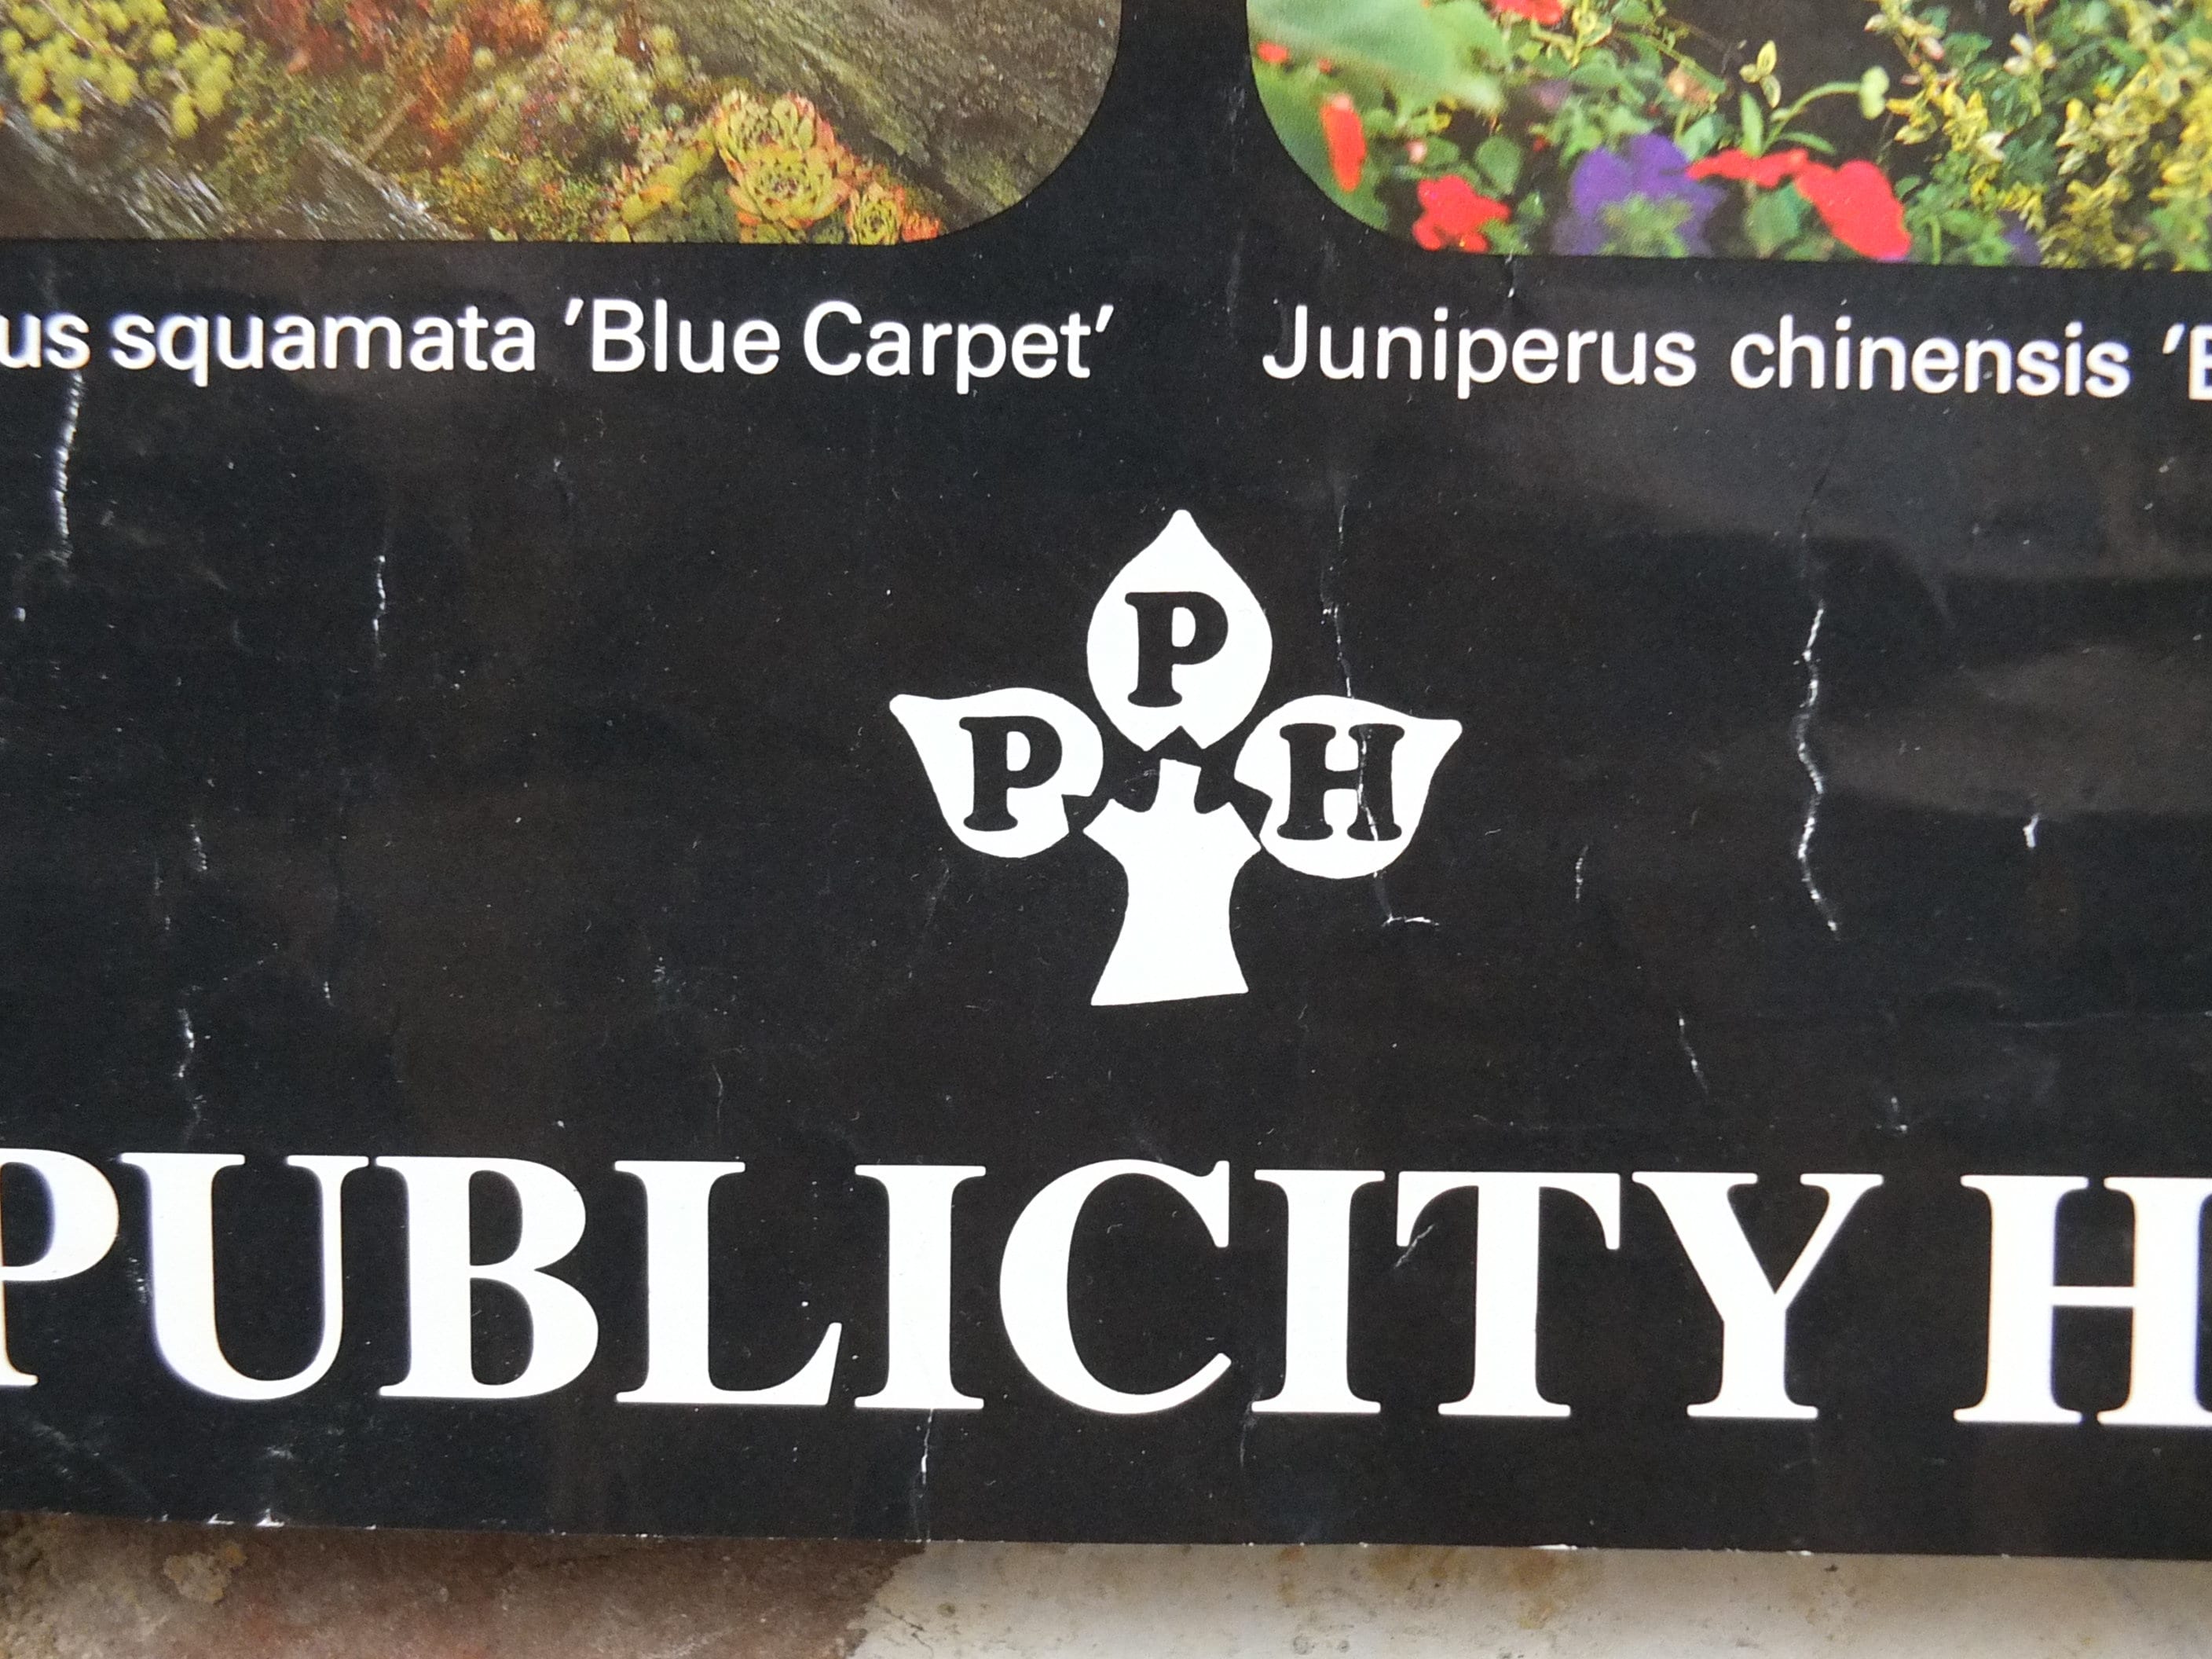 us squamata 'Blue Carpet'
Juniperus chinensis 'B
P
P H
PUBLICITY H